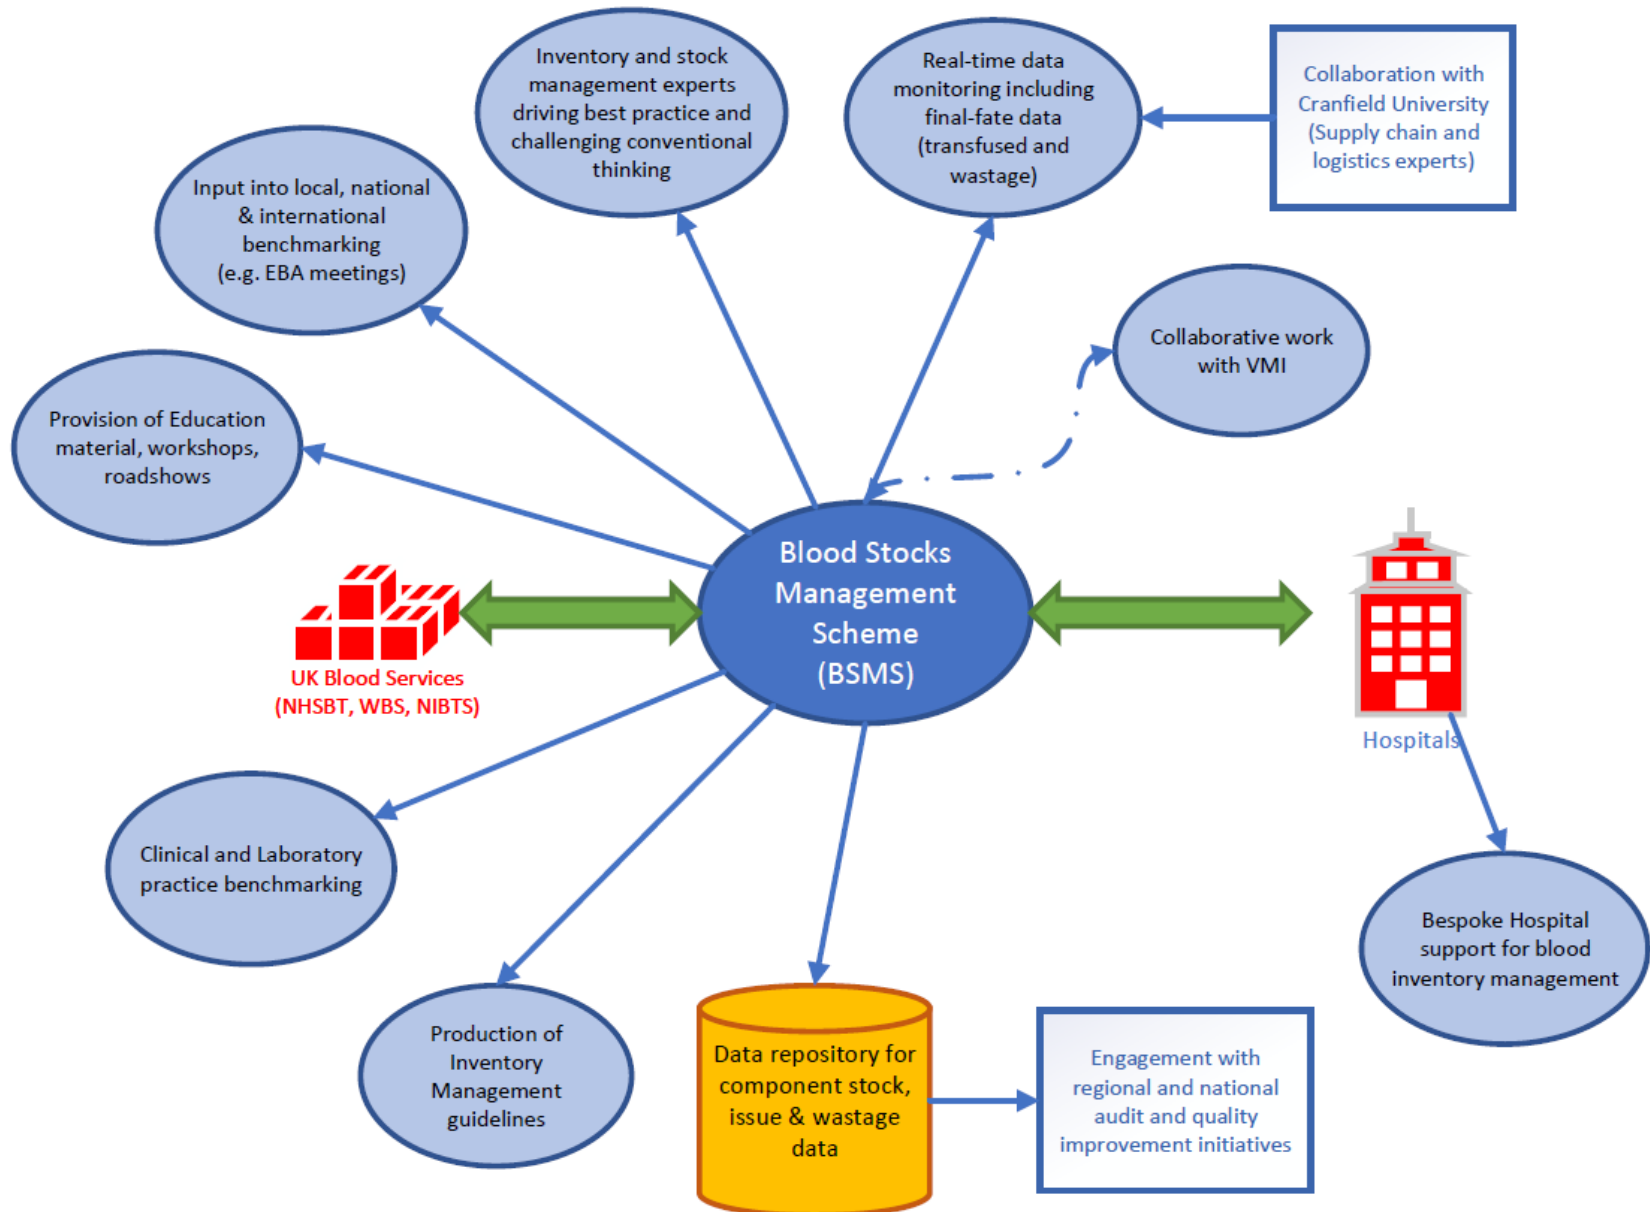 Inventory and stock
management experts
driving best practice and
challenging conventional
thinking
Real-time data
monitoring including
final-fate data
(transfused and
wastage)
Collaboration with
Cranfield University
(Supply chain and
logistics experts)
Input into local, national
& international
benchmarking
(e.g. EBA meetings)
Collaborative work
with VMI
Provision of Education
material, workshops,
roadshows
Blood Stocks
Management
Scheme
(BSMS)
UK Blood Services
(NHSBT, WBS, NIBTS)
Hospitals
Clinical and Laboratory
practice benchmarking
Bespoke Hospital
support for blood
inventory management
Production of
Inventory
Management
guidelines
Data repository for
component stock,
issue & wastage
data
Engagement with
regional and national
audit and quality
improvement initiatives